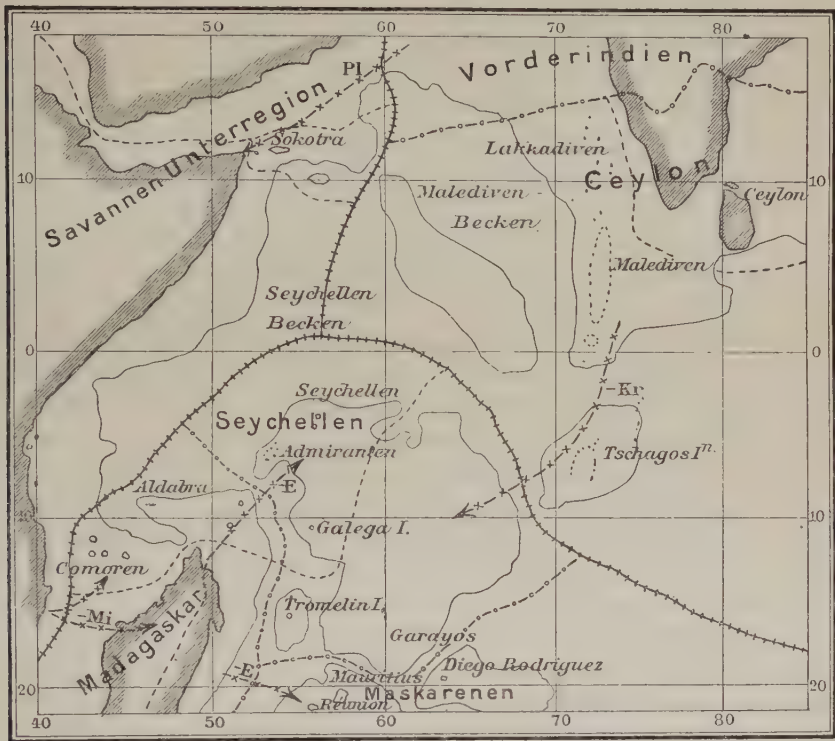 40 50 60 70 80
Pl
Vorderindien
Savannen Unterregion
Sokotra
Lakkadiven
Ceylon
10 10
Ceylon
Malediven
Becken
Malediven
Seychellen
Becken
0 0
Seychellen
-Kr
Seychellen
Admiranten
Tschagos Iⁿ.
Aldabra
-E
10 10
Galega I.
Comoren
-Mi
Tromelin I.
Madagaskar
Garayos
-E
Diego Rodriguez
Mauritius
Maskarenen
20 20
Reunion
40 50 60 70 80